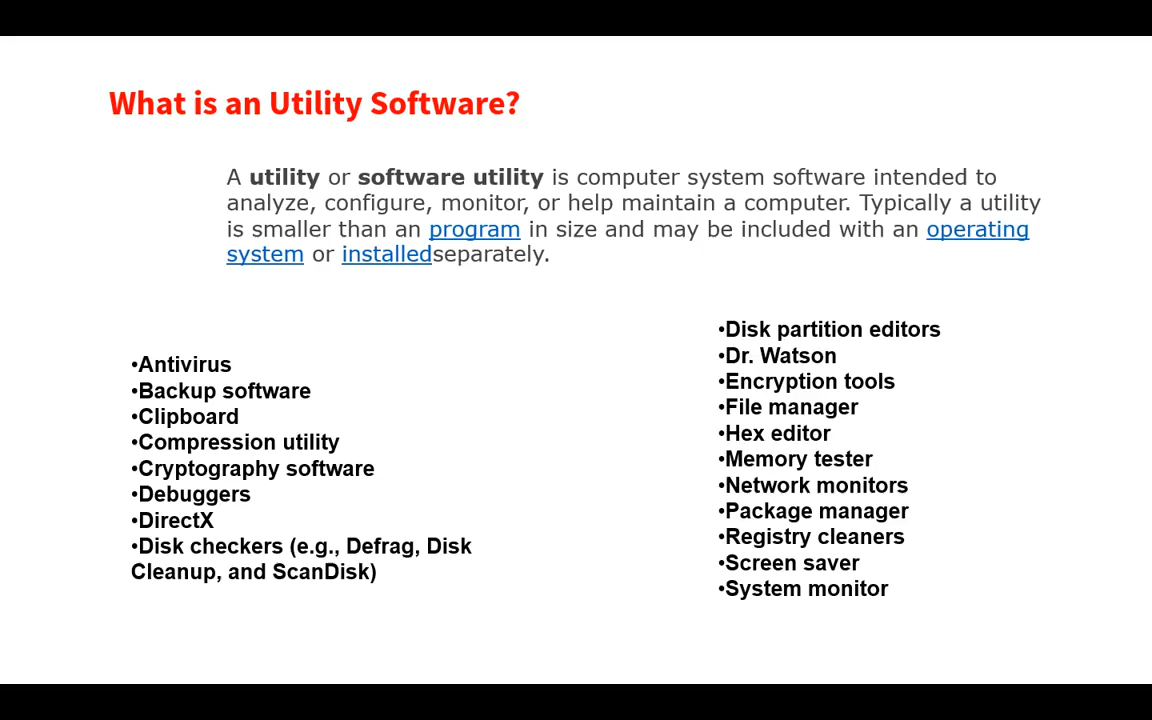 What is an Utility Software?
A utility or software utility is computer system software intended to
analyze, configure, monitor, or help maintain a computer. Typically a utility
is smaller than an program in size and may be included with an operating
system or installedseparately.
•Antivirus
•Backup software
•Clipboard
•Compression utility
•Cryptography software
•Debuggers
•DirectX
•Disk checkers (e.g., Defrag, Disk
Cleanup, and ScanDisk)
•Disk partition editors
•Dr. Watson
•Encryption tools
•File manager
•Hex editor
•Memory tester
•Network monitors
•Package manager
•Registry cleaners
•Screen saver
•System monitor